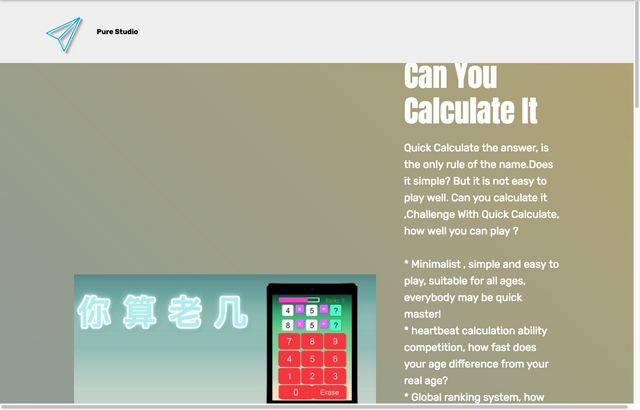 Pure Studio
Can You
Calculate It
Quick Calculate the answer, is
the only rule of the name.Does
it simple? But it is not easy to
play well. Can you calculate it
,Challenge With Quick Calculate,
how well you can play ?
* Minimalist , simple and easy to
play, suitable for all ages,
everybody may be quick
master!
* heartbeat calculation ability
competition, how fast does
your age difference from your
real age?
* Global ranking system, how
你算老几
4 × 5 = ?
8 × 5 = ?
7 8 9
4 5 6
1 2 3
0 Erase